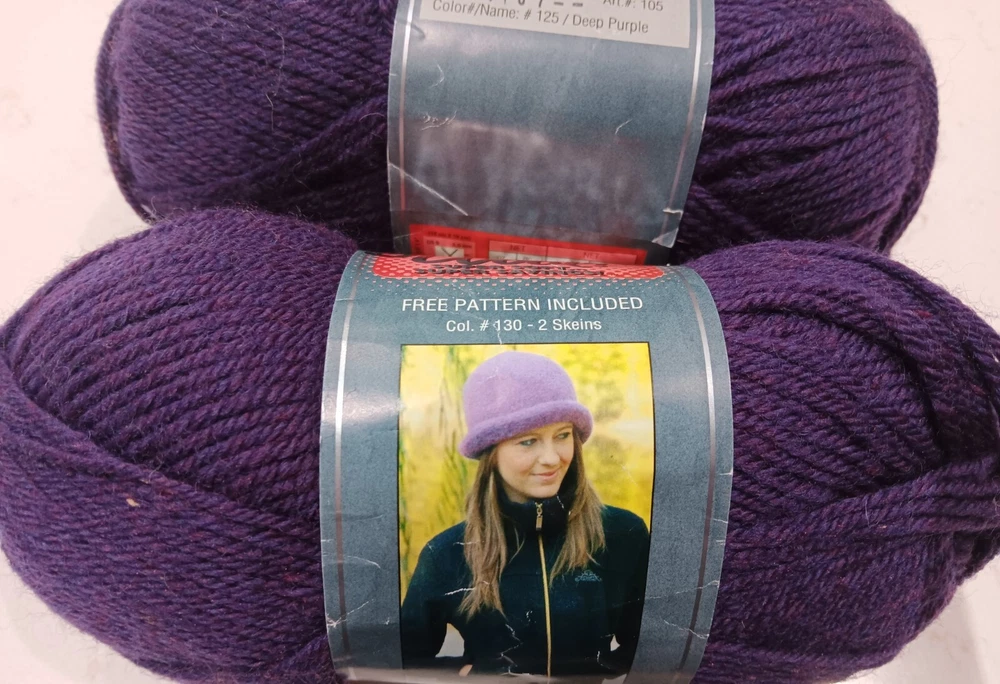 Art.#: 105
Color#/Name: # 125 / Deep Purple
FREE PATTERN INCLUDED
Col. # 130 - 2 Skeins